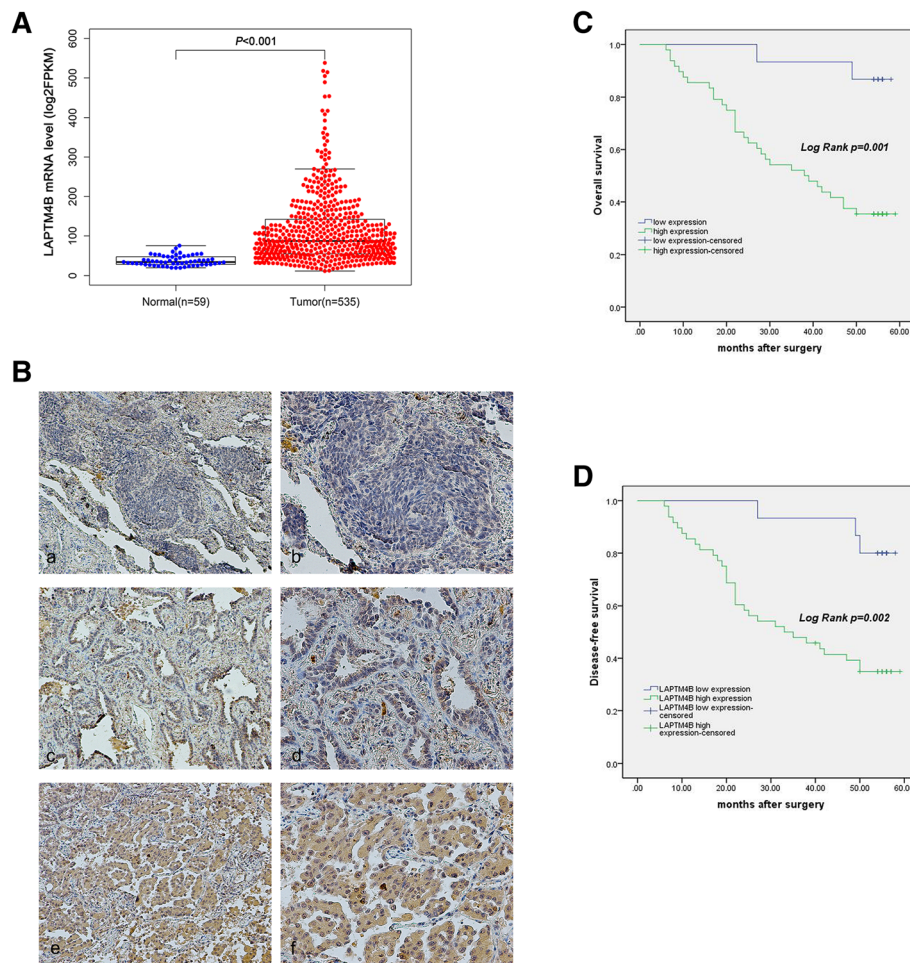 A
LAPTM4B mRNA level (log2FPKM)
600
500
400
300
200
100
0
P<0.001
Normal(n=59)
Tumor(n=535)
B
a
b
c
d
e
f
C
Overall survival
1.0
0.8
0.6
0.4
0.2
0.0
Log Rank p=0.001
low expression
high expression
low expression-censored
high expression-censored
.00
10.00
20.00
30.00
40.00
50.00
60.00
months after surgery
D
Disease-free survival
1.0
0.8
0.6
0.4
0.2
0.0
Log Rank p=0.002
LAPTM4B low expression
LAPTM4B high expression
LAPTM4B low expression-
censored
LAPTM4B high
expression-censored
.00
10.00
20.00
30.00
40.00
50.00
60.0
months after surgery